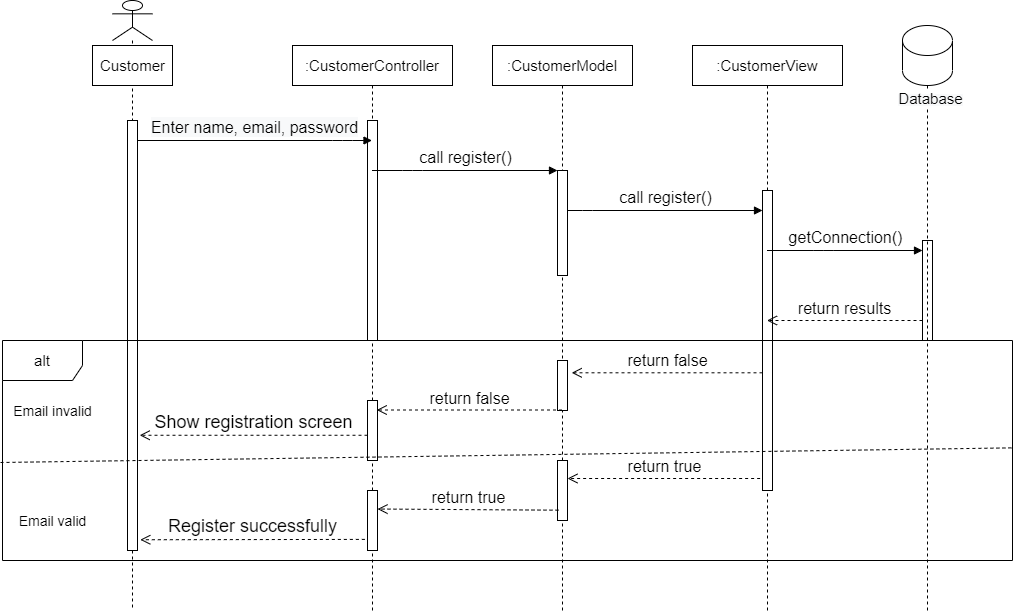 Customer
:CustomerController
:CustomerModel
:CustomerView
Database
Enter name, email, password
call register()
call register()
getConnection()
return results
alt
return false
Email invalid
return false
Show registration screen
return true
return true
Email valid
Register successfully